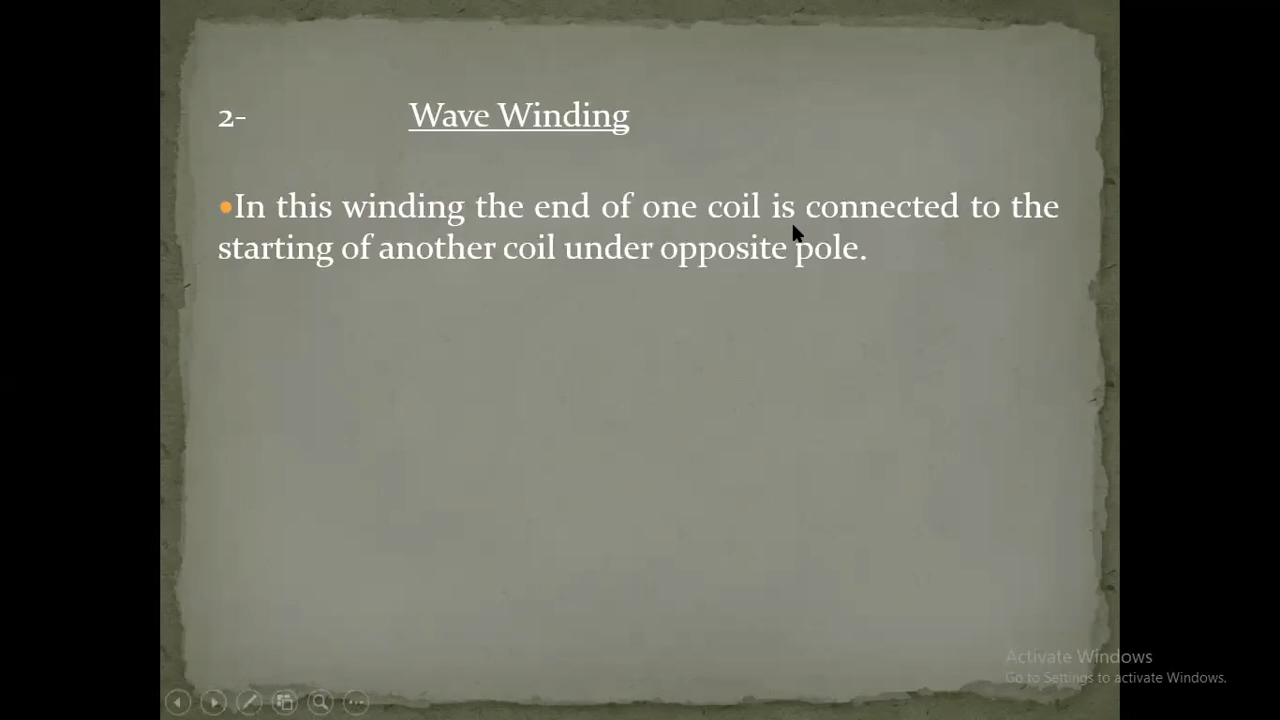 2- Wave Winding
•In this winding the end of one coil is connected to the
starting of another coil under opposite pole.
Activate Windows
Go to Settings to activate Windows.